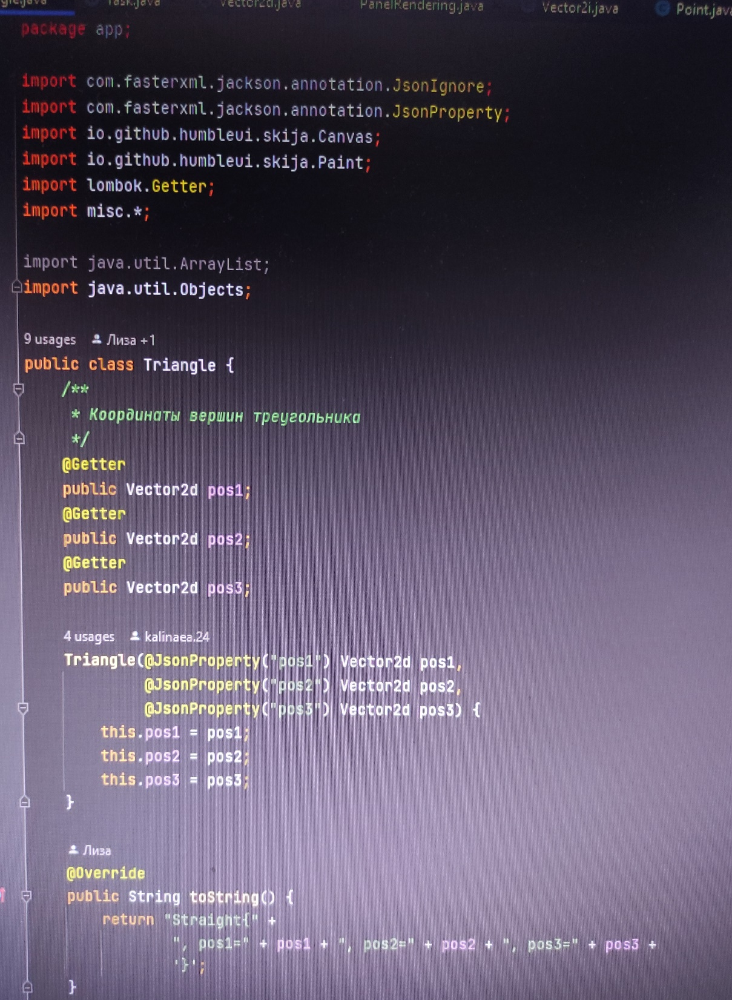 Task.java Vector2d.java PanelRendering.java Vector2i.java Point.java
package app;
import com.fasterxml.jackson.annotation.JsonIgnore;
import com.fasterxml.jackson.annotation.JsonProperty;
import io.github.humbleui.skija.Canvas;
import io.github.humbleui.skija.Paint;
import lombok.Getter;
import misc.*;
import java.util.ArrayList;
import java.util.Objects;
9 usages Лиза +1
public class Triangle {
/**
* Координаты вершин треугольника
*/
@Getter
public Vector2d pos1;
@Getter
public Vector2d pos2;
@Getter
public Vector2d pos3;
4 usages kalinaea.24
Triangle(@JsonProperty("pos1") Vector2d pos1,
@JsonProperty("pos2") Vector2d pos2,
@JsonProperty("pos3") Vector2d pos3) {
this.pos1 = pos1;
this.pos2 = pos2;
this.pos3 = pos3;
}
Лиза
@Override
public String toString() {
return "Straight{" +
", pos1=" + pos1 + ", pos2=" + pos2 + ", pos3=" + pos3 +
'}';
}